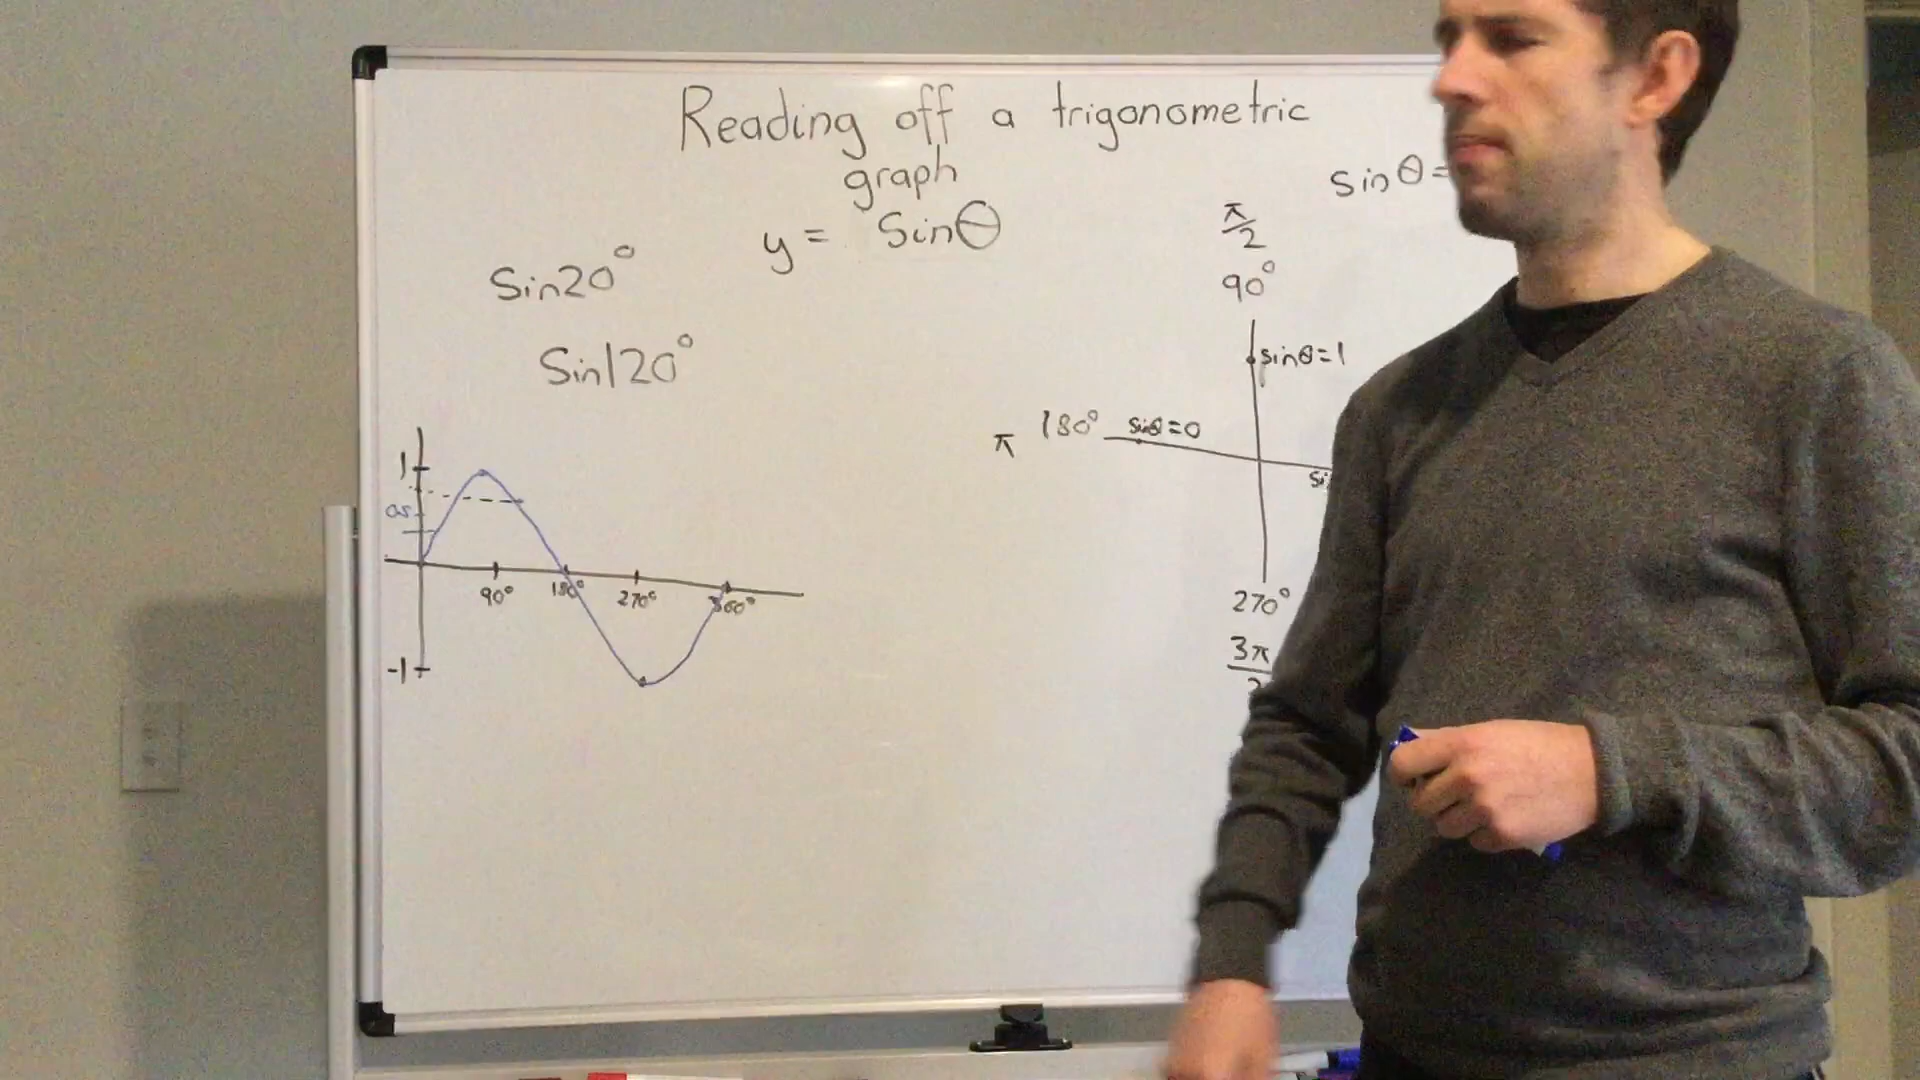 Reading off a trigonometric
graph
y = Sinθ
Sin20°
Sin120°
1
0.5
-1
90°
180°
270°
360°
sinθ=
π/2
90°
sinθ=1
π 180° sinθ=0
270°
3π